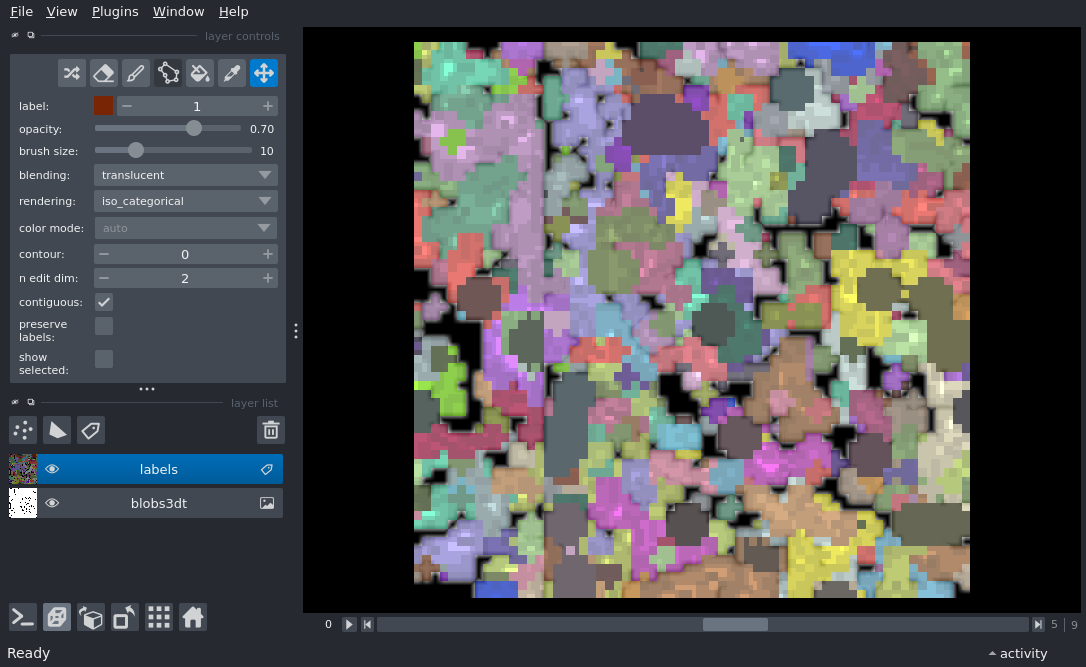 File View Plugins Window Help
layer controls
label: 1
opacity: 0.70
brush size: 10
blending: translucent
rendering: iso_categorical
color mode: auto
contour: 0
n edit dim: 2
contiguous:
preserve
labels:
show
selected:
layer list
labels
blobs3dt
0 5 9
Ready activity